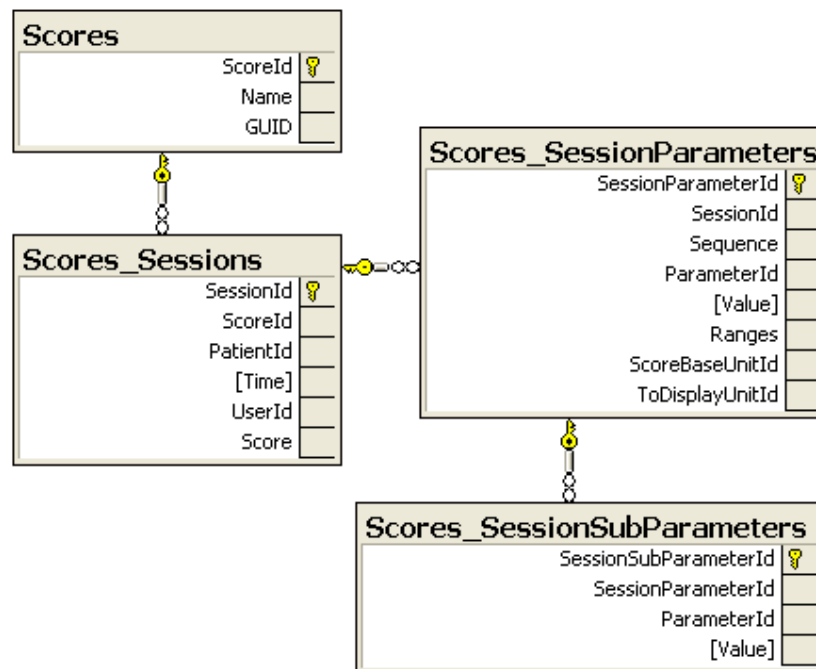 Scores
ScoreId
Name
GUID
Scores_Sessions
SessionId
ScoreId
PatientId
[Time]
UserId
Score
Scores_SessionParameters
SessionParameterId
SessionId
Sequence
ParameterId
[Value]
Ranges
ScoreBaseUnitId
ToDisplayUnitId
Scores_SessionSubParameters
SessionSubParameterId
SessionParameterId
ParameterId
[Value]